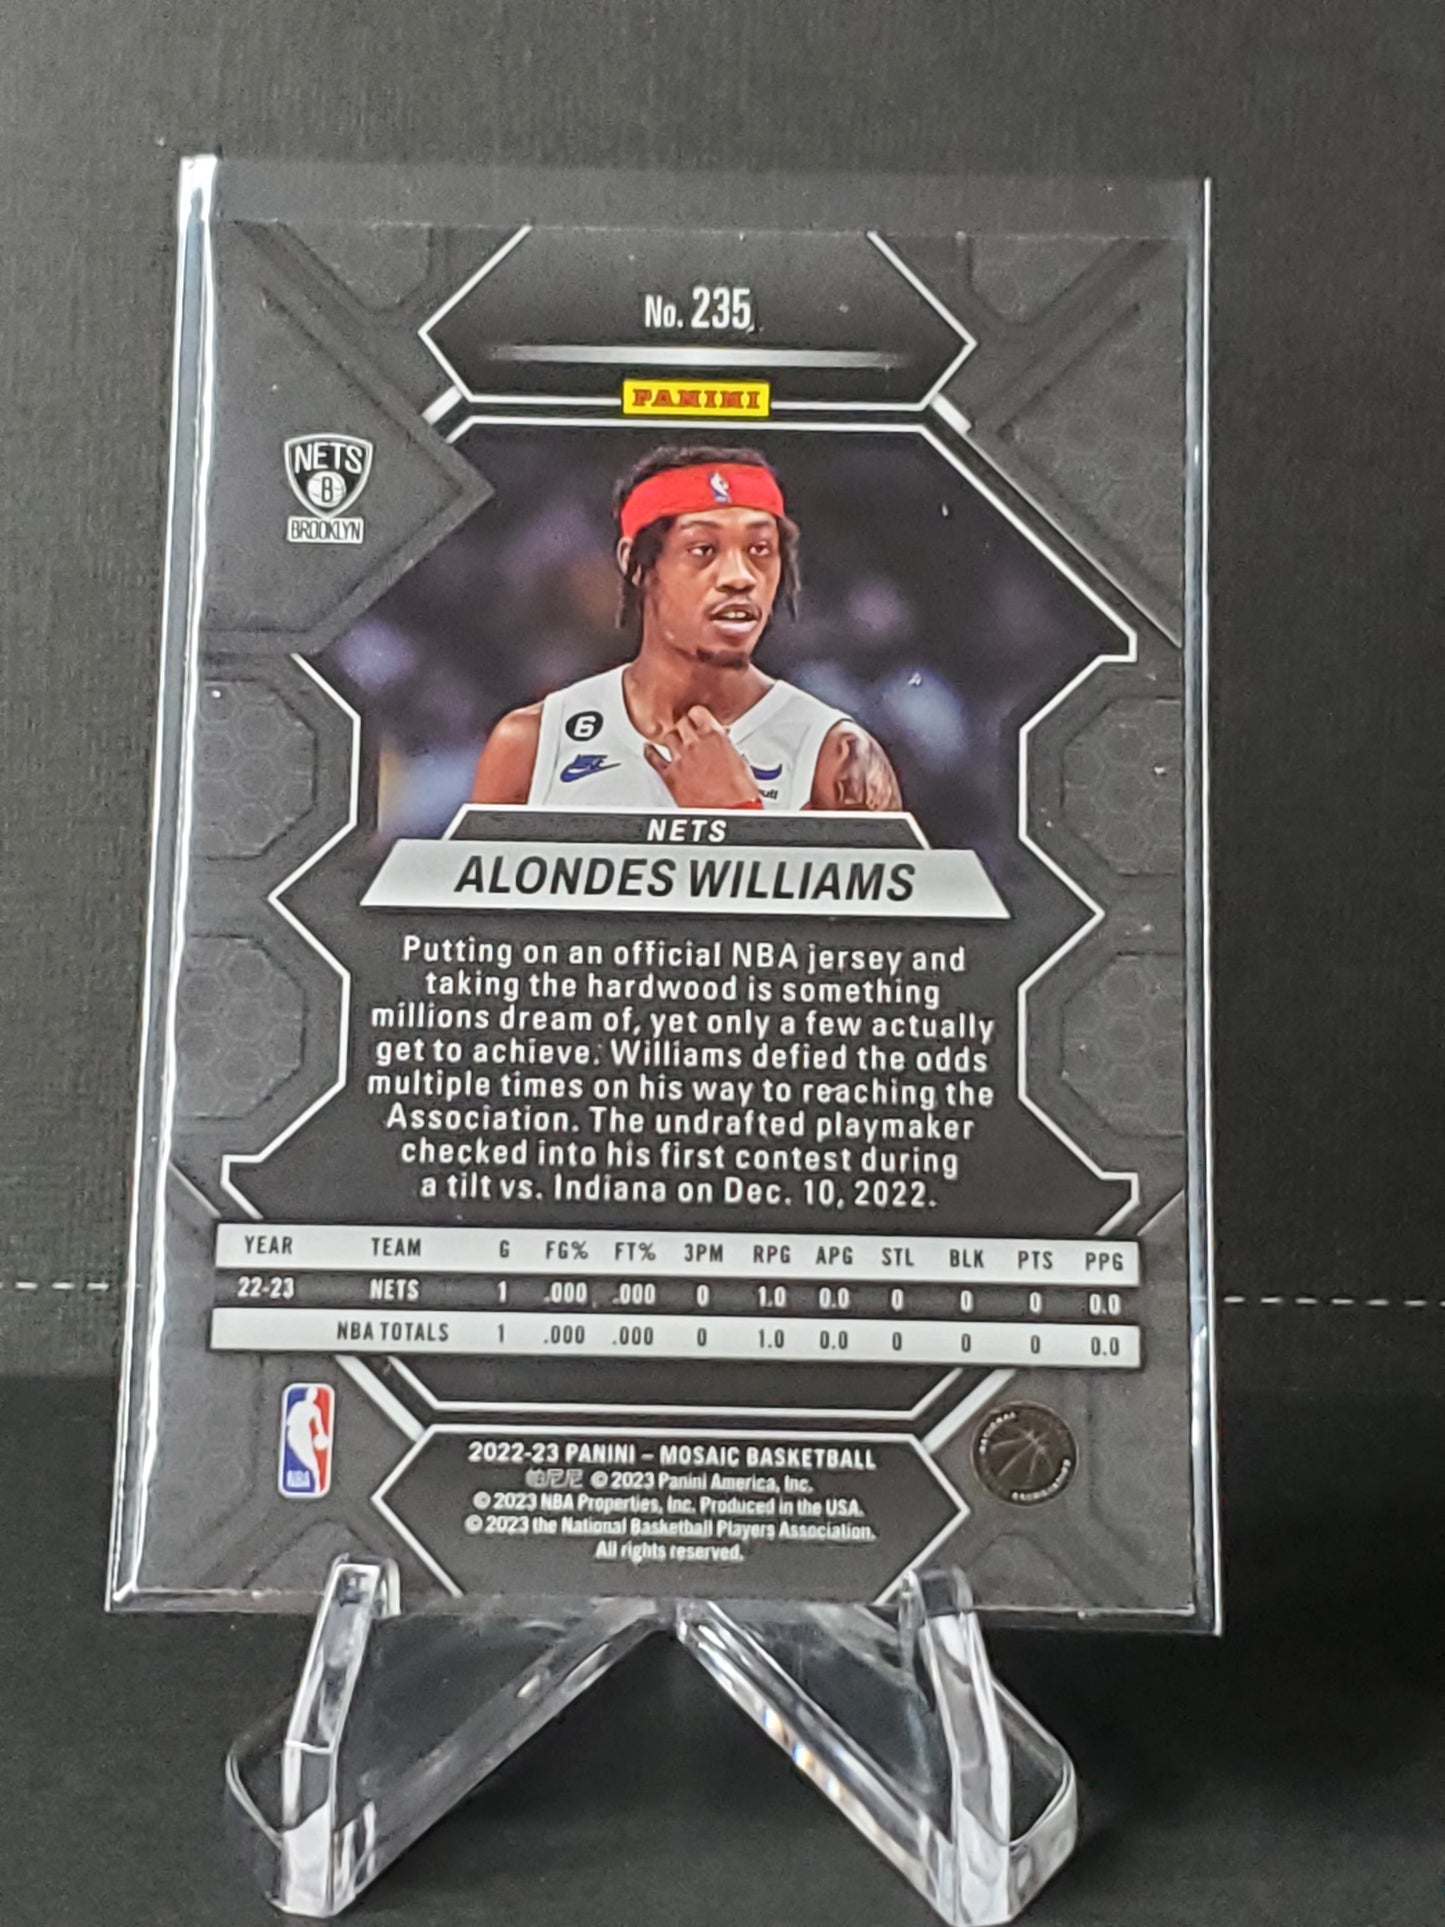 No. 235
PANINI
NETS
B
BROOKLYN
6
NETS
ALONDES WILLIAMS
Putting on an official NBA jersey and
taking the hardwood is something
millions dream of, yet only a few actually
get to achieve. Williams defied the odds
multiple times on his way to reaching the
Association. The undrafted playmaker
checked into his first contest during
a tilt vs. Indiana on Dec. 10, 2022.
YEAR TEAM G FG% FT% 3PM RPG APG STL BLK PTS PPG
22-23 NETS 1 .000 .000 0 1.0 0.0 0 0 0 0.0
NBA TOTALS 1 .000 .000 0 1.0 0.0 0 0 0 0.0
NBA
2022-23 PANINI – MOSAIC BASKETBALL
帕尼尼 © 2023 Panini America, Inc.
© 2023 NBA Properties, Inc. Produced in the USA.
© 2023 the National Basketball Players Association.
All rights reserved.